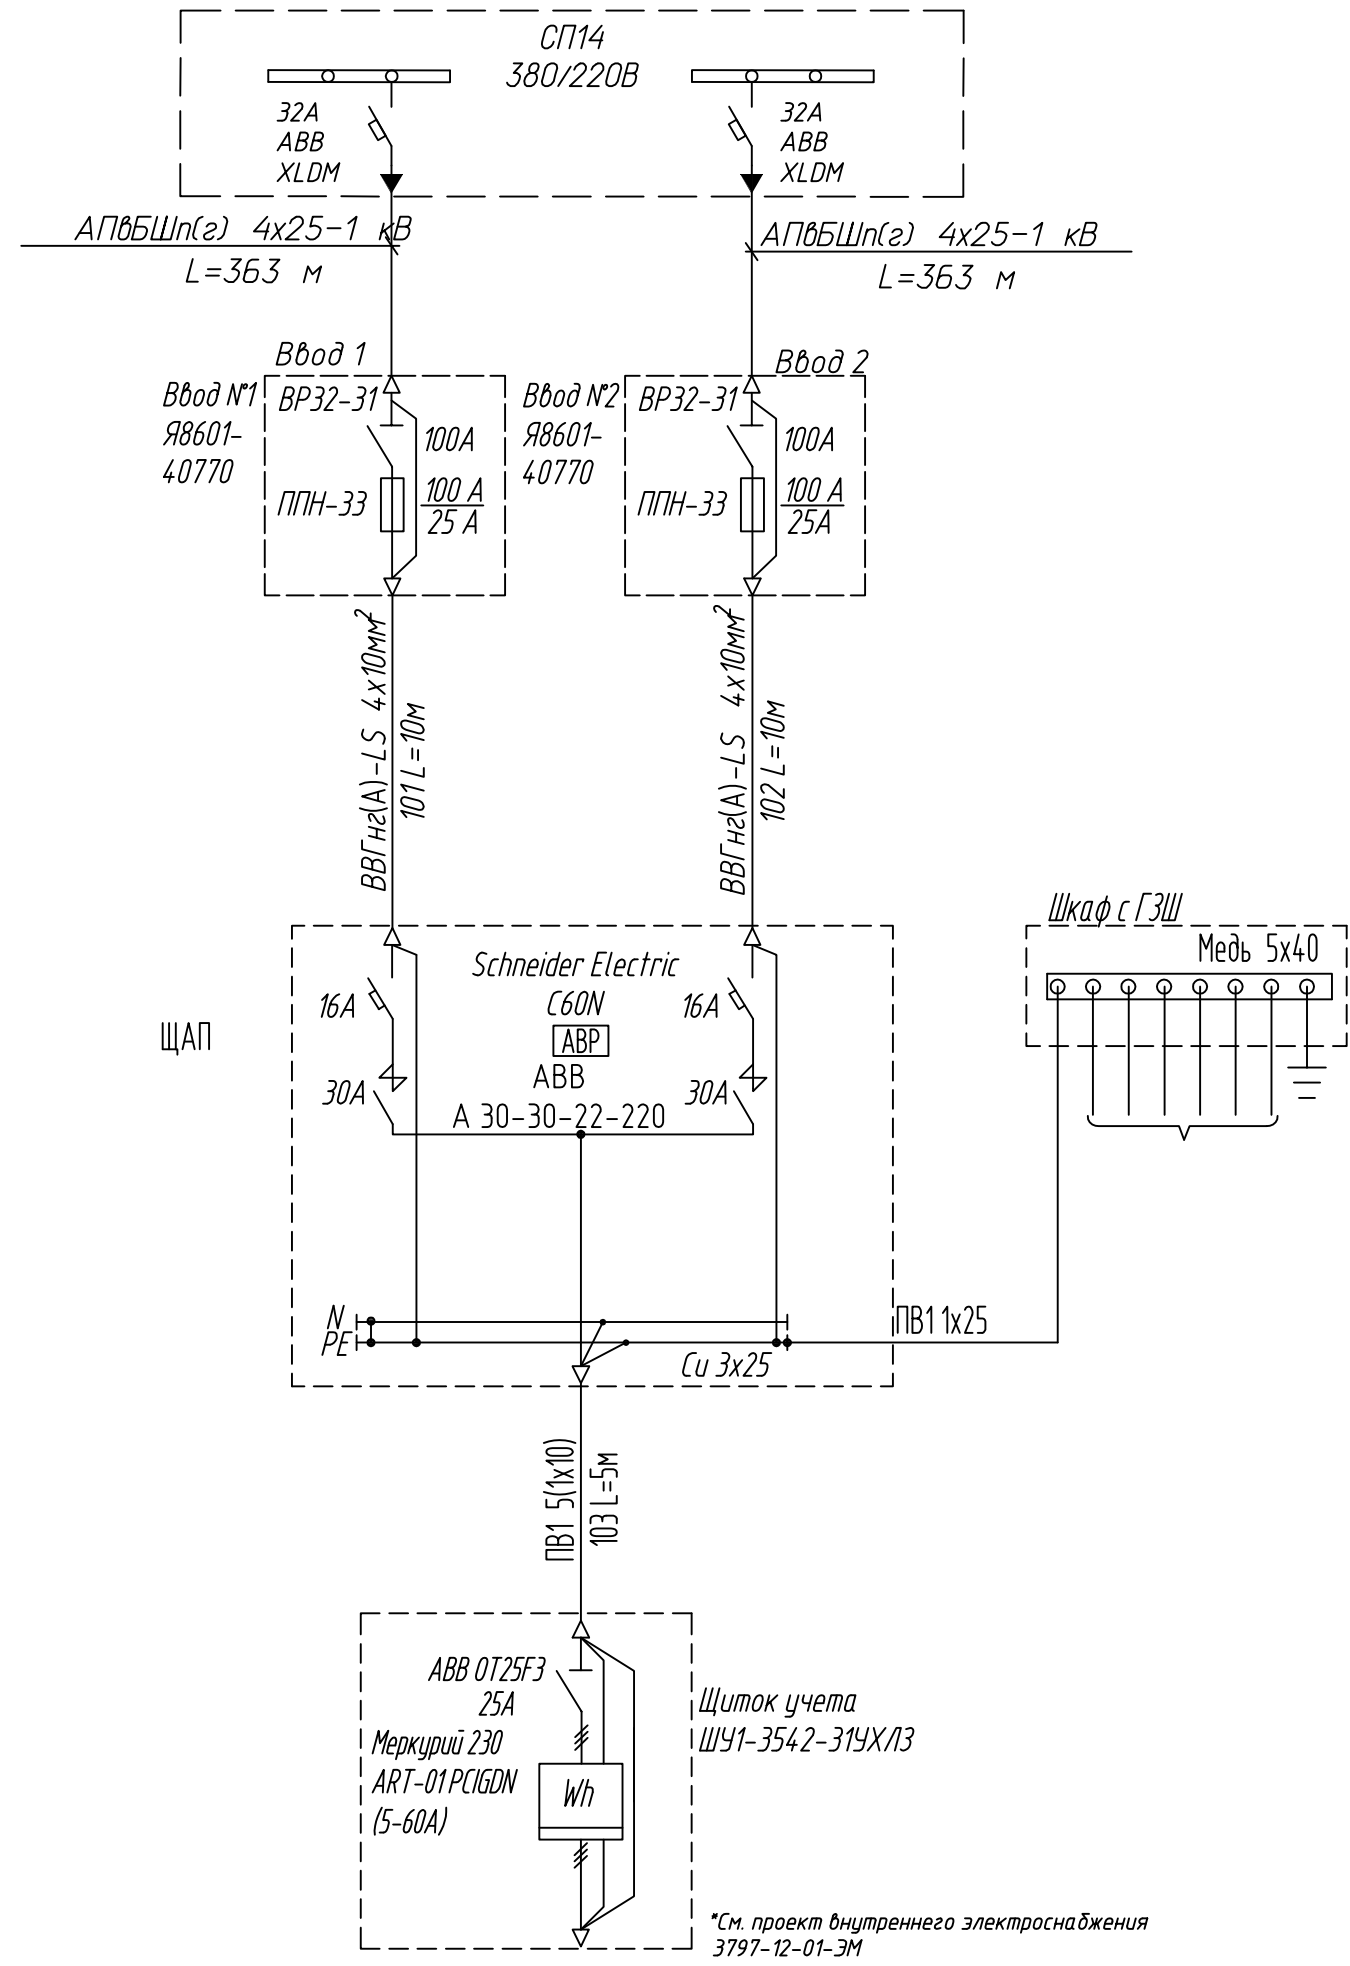 СП14
380/220В
32А
АВВ
XLDM
32А
АВВ
XLDM
АПвБШп(г) 4х25-1 кВ
L=363 м
АПвБШп(г) 4х25-1 кВ
L=363 м
Ввод 1
Ввод 2
Ввод №1
Я8601-
40770
ВР32-31
100А
ППН-33
100 А
25 А
Ввод №2
Я8601-
40770
ВР32-31
100А
ППН-33
100 А
25А
ВВГнг(А)-LS 4х10мм²
101 L=10м
ВВГнг(А)-LS 4х10мм²
102 L=10м
Шкаф с ГЗШ
Медь 5х40
ЩАП
Schneider Electric
C60N
16А
16А
АВР
АВВ
30А
30А
А 30-30-22-220
N
PE
Cu 3х25
ПВ1 1х25
ПВ1 5(1х10)
103 L=5м
АВВ OT25F3
25А
Меркурий 230
ART-01 PCIGDN
(5-60А)
Wh
Щиток учета
ШУ1-3542-31УХЛ3
*См. проект внутреннего электроснабжения
3797-12-01-ЭМ